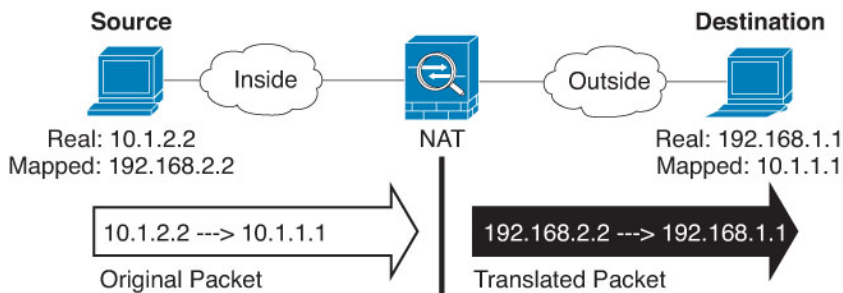 Source
Destination
Inside
Outside
NAT
Real: 10.1.2.2
Mapped: 192.168.2.2
Real: 192.168.1.1
Mapped: 10.1.1.1
10.1.2.2 ---> 10.1.1.1
192.168.2.2 ---> 192.168.1.1
Original Packet
Translated Packet